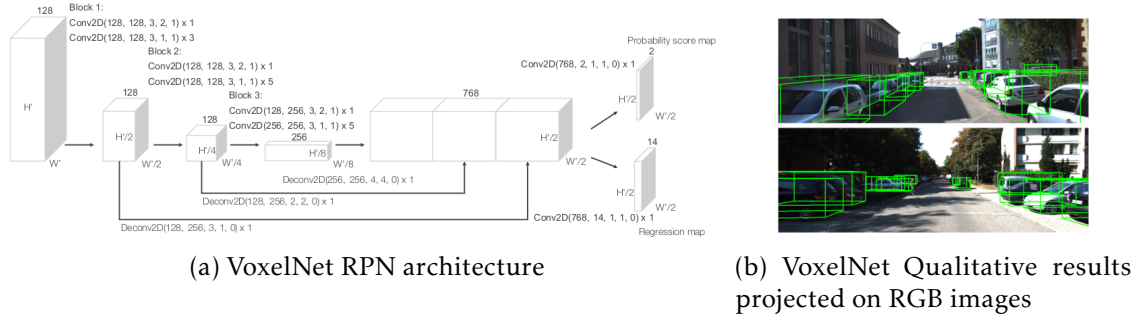 128
Block 1:
Conv2D(128, 128, 3, 2, 1) x 1
Conv2D(128, 128, 3, 1, 1) x 3
Block 2:
Conv2D(128, 128, 3, 2, 1) x 1
Conv2D(128, 128, 3, 1, 1) x 5
Block 3:
Conv2D(128, 256, 3, 2, 1) x 1
Conv2D(256, 256, 3, 1, 1) x 5
H'
W'
128
H'/2
W'/2
128
H'/4
W'/4
256
H'/8
W'/8
768
H'/2
W'/2
Deconv2D(256, 256, 4, 4, 0) x 1
Deconv2D(128, 256, 2, 2, 0) x 1
Deconv2D(128, 256, 3, 1, 0) x 1
Probability score map
2
Conv2D(768, 2, 1, 1, 0) x 1
H'/2
W'/2
14
H'/2
W'/2
Conv2D(768, 14, 1, 1, 0) x 1
Regression map
(a) VoxelNet RPN architecture
(b) VoxelNet Qualitative results
projected on RGB images